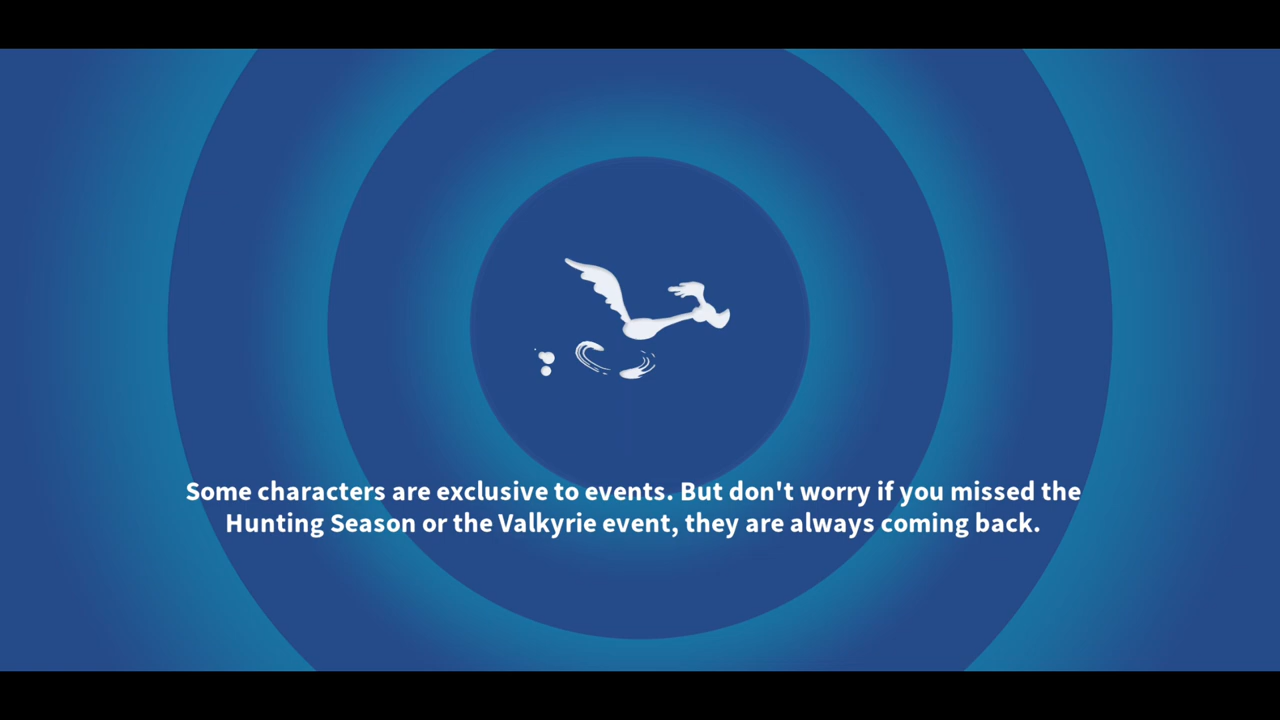 Some characters are exclusive to events. But don't worry if you missed the
Hunting Season or the Valkyrie event, they are always coming back.